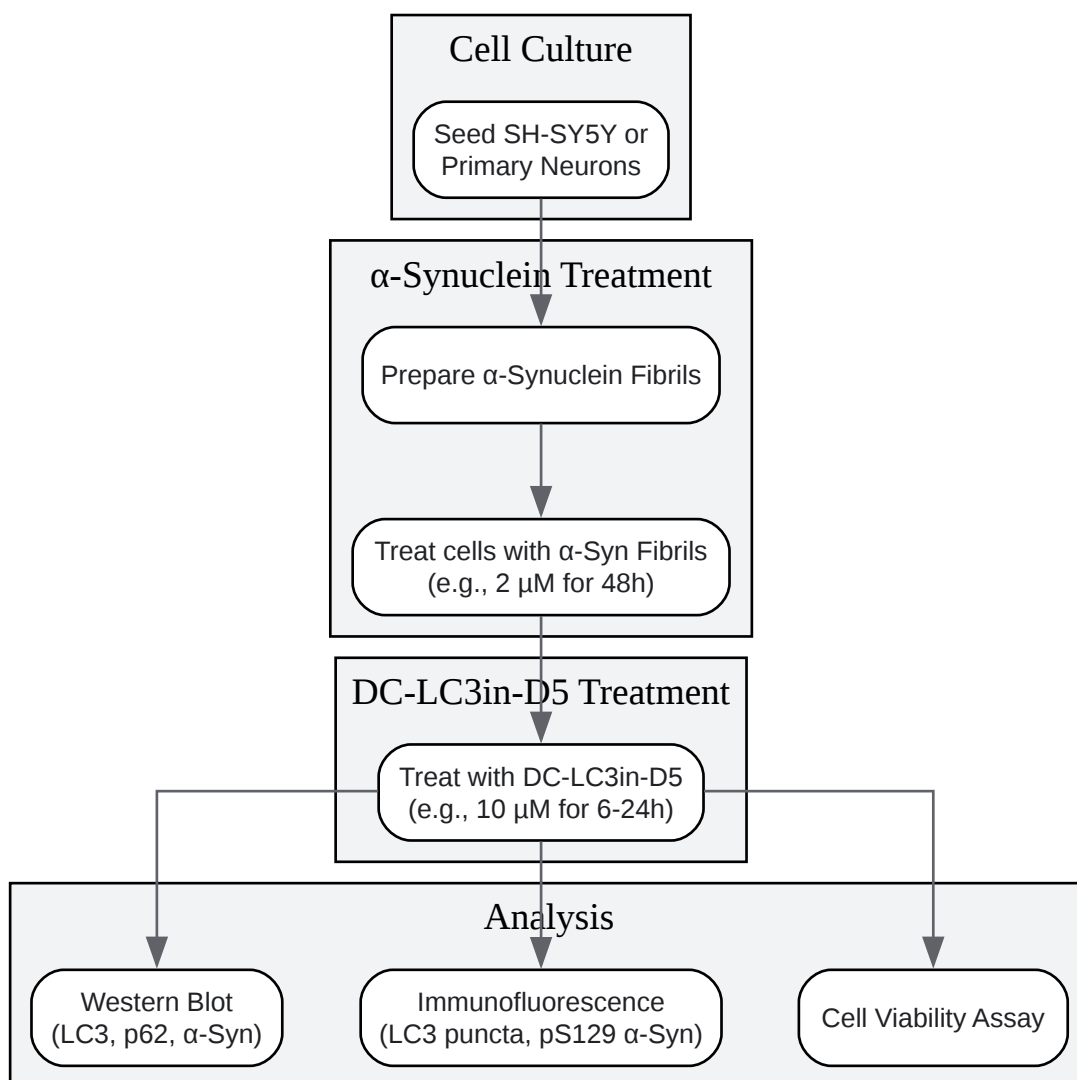 Cell Culture
Seed SH-SY5Y or
Primary Neurons
α-Synuclein Treatment
Prepare α-Synuclein Fibrils
Treat cells with α-Syn Fibrils
(e.g., 2 µM for 48h)
DC-LC3in-D5 Treatment
Treat with DC-LC3in-D5
(e.g., 10 µM for 6-24h)
Analysis
Western Blot
(LC3, p62, α-Syn)
Immunofluorescence
(LC3 puncta, pS129 α-Syn)
Cell Viability Assay